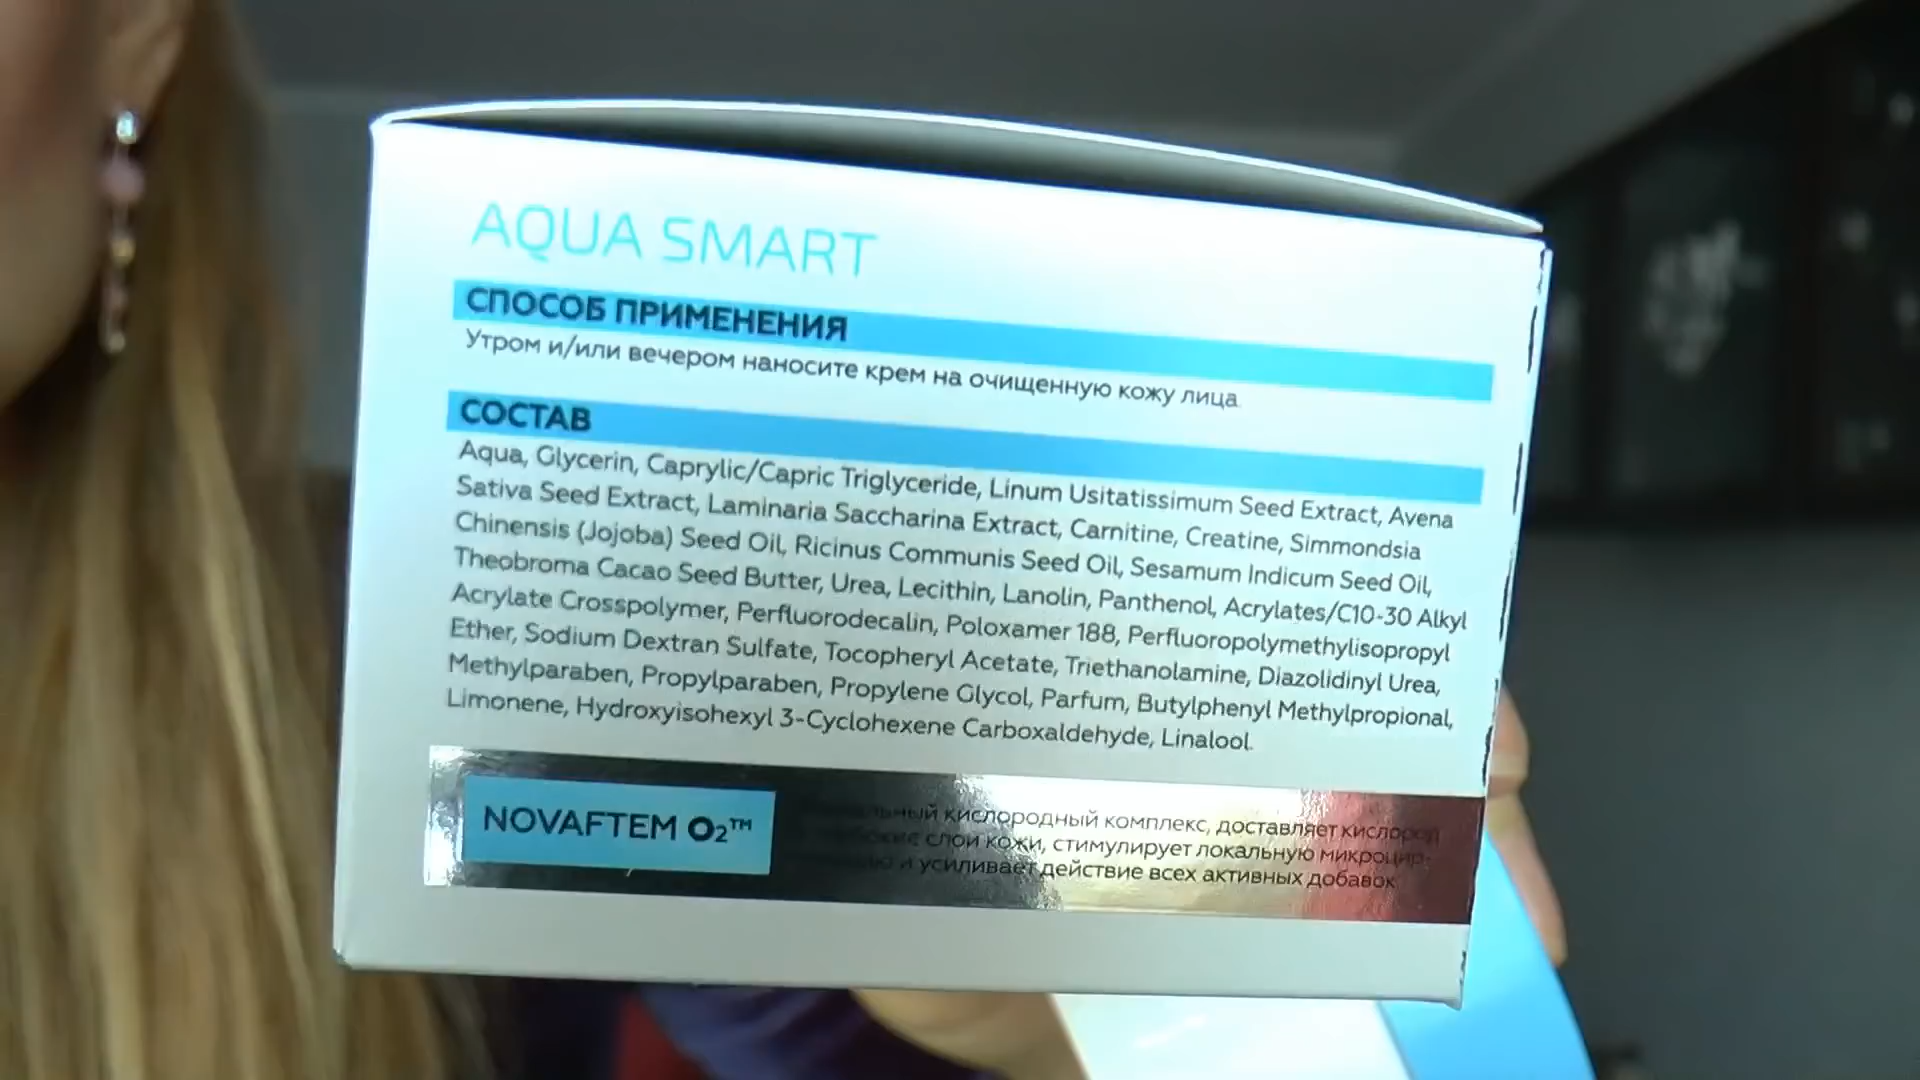 AQUA SMART
СПОСОБ ПРИМЕНЕНИЯ
Утром и/или вечером наносите крем на очищенную кожу лица.
СОСТАВ
Aqua, Glycerin, Caprylic/Capric Triglyceride, Linum Usitatissimum Seed Extract, Avena
Sativa Seed Extract, Laminaria Saccharina Extract, Carnitine, Creatine, Simmondsia
Chinensis (Jojoba) Seed Oil, Ricinus Communis Seed Oil, Sesamum Indicum Seed Oil,
Theobroma Cacao Seed Butter, Urea, Lecithin, Lanolin, Panthenol, Acrylates/C10-30 Alkyl
Acrylate Crosspolymer, Perfluorodecalin, Poloxamer 188, Perfluoropolymethylisopropyl
Ether, Sodium Dextran Sulfate, Tocopheryl Acetate, Triethanolamine, Diazolidinyl Urea,
Methylparaben, Propylparaben, Propylene Glycol, Parfum, Butylphenyl Methylpropional,
Limonene, Hydroxyisohexyl 3-Cyclohexene Carboxaldehyde, Linalool.
NOVAFTEM O₂™
кислородный комплекс, доставляет кислород
слои кожи, стимулирует локальную микроцир-
и усиливает действие всех активных добавок